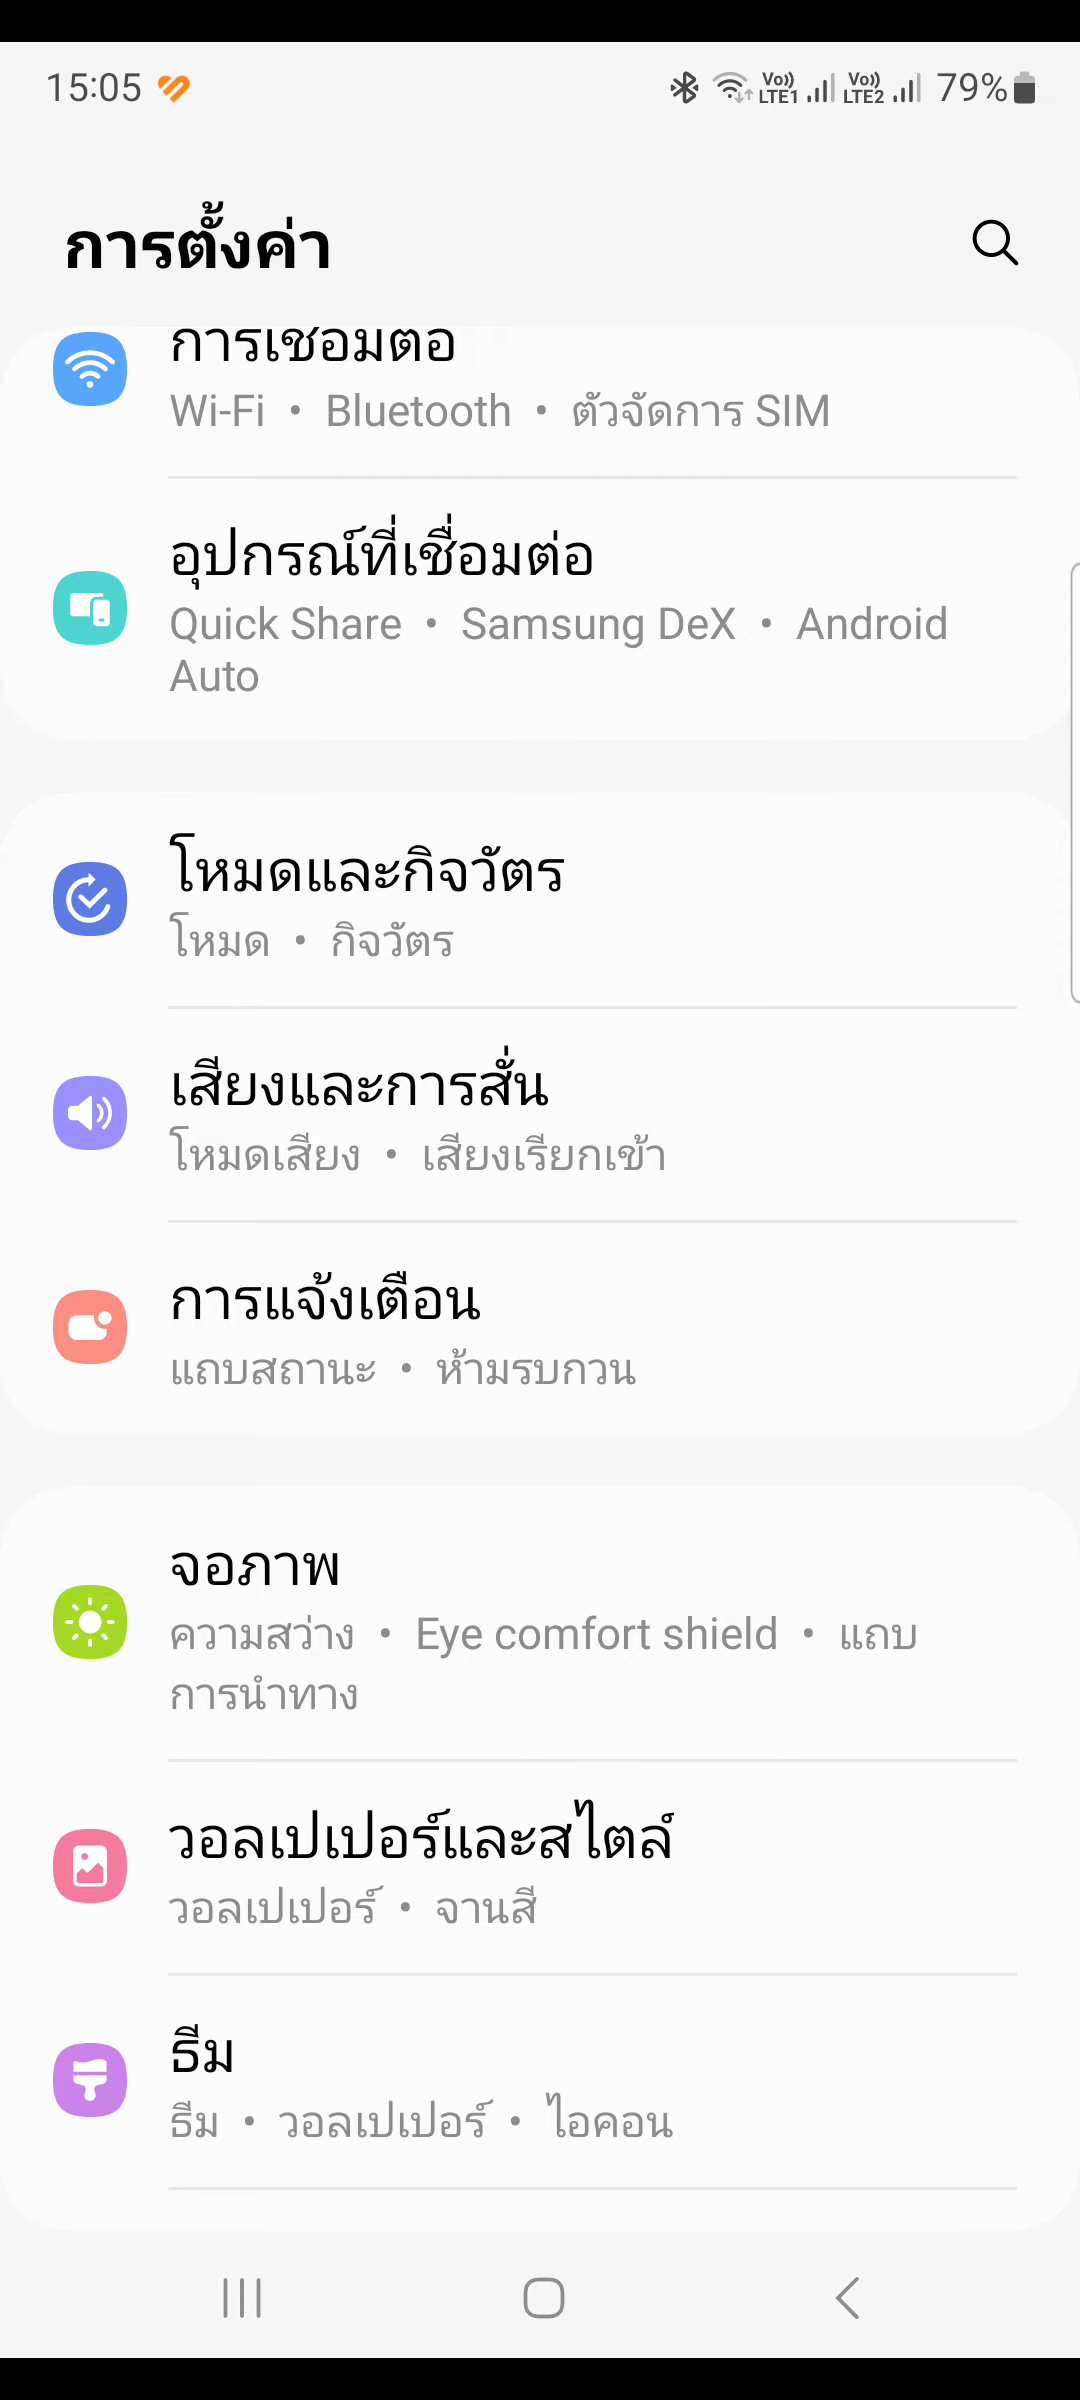 15:05
Vo)) LTE1 Vo)) LTE2 79%
การตั้งค่า
การเชื่อมต่อ
Wi-Fi • Bluetooth • ตัวจัดการ SIM
อุปกรณ์ที่เชื่อมต่อ
Quick Share • Samsung DeX • Android
Auto
โหมดและกิจวัตร
โหมด • กิจวัตร
เสียงและการสั่น
โหมดเสียง • เสียงเรียกเข้า
การแจ้งเตือน
แถบสถานะ • ห้ามรบกวน
จอภาพ
ความสว่าง • Eye comfort shield • แถบ
การนำทาง
วอลเปเปอร์และสไตล์
วอลเปเปอร์ • จานสี
ธีม
ธีม • วอลเปเปอร์ • ไอคอน